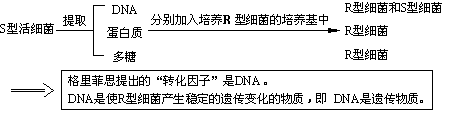 S型活细菌
提取
DNA
蛋白质
多糖
分别加入培养R 型细菌的培养基中
R型细菌和S型细菌
R型细菌
R型细菌
格里菲思提出的“转化因子”是DNA。
DNA是使R型细菌产生稳定的遗传变化的物质，即 DNA是遗传物质。